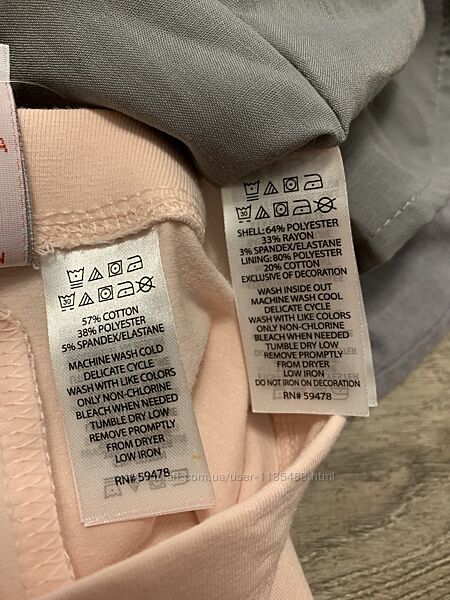 57% COTTON
38% POLYESTER
5% SPANDEX/ELASTANE
MACHINE WASH COLD
DELICATE CYCLE
WASH WITH LIKE COLORS
ONLY NON-CHLORINE
BLEACH WHEN NEEDED
TUMBLE DRY LOW
REMOVE PROMPTLY
FROM DRYER
LOW IRON
RN# 59478
30
SHELL: 64% POLYESTER
33% RAYON
3% SPANDEX/ELASTANE
LINING: 80% POLYESTER
20% COTTON
EXCLUSIVE OF DECORATION
WASH INSIDE OUT
MACHINE WASH COOL
DELICATE CYCLE
WASH WITH LIKE COLORS
ONLY NON-CHLORINE
BLEACH WHEN NEEDED
TUMBLE DRY LOW
REMOVE PROMPTLY
FROM DRYER
LOW IRON
DO NOT IRON ON DECORATION
RN# 59478